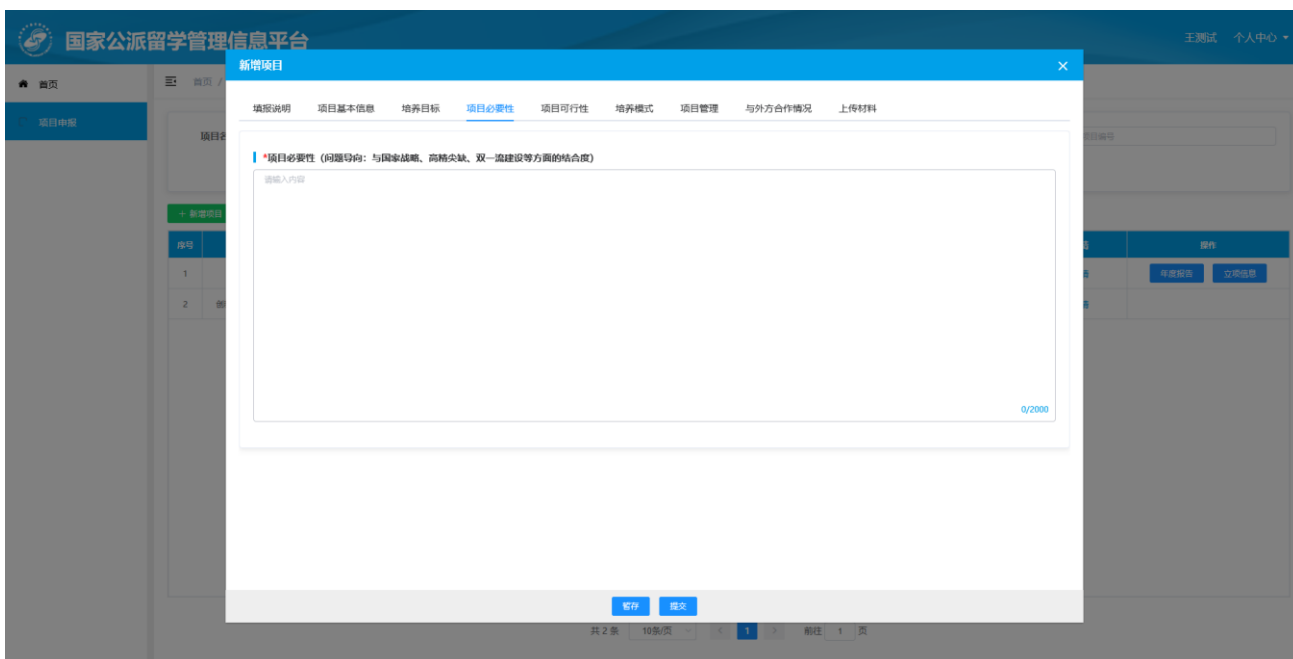 国家公派留学管理信息平台
王测试 个人中心
首页
首页 /
项目申报
新增项目
填报说明 项目基本信息 培养目标 项目必要性 项目可行性 培养模式 项目管理 与外方合作情况 上传材料
*项目必要性（问题导向：与国家战略、高精尖缺、双一流建设等方面的结合度）
请输入内容
0/2000
项目编号
+ 新增项目
序号 操作
1 年度报告 立项信息
2
暂存 提交
共 2 条 10条/页 < 1 > 前往 1 页